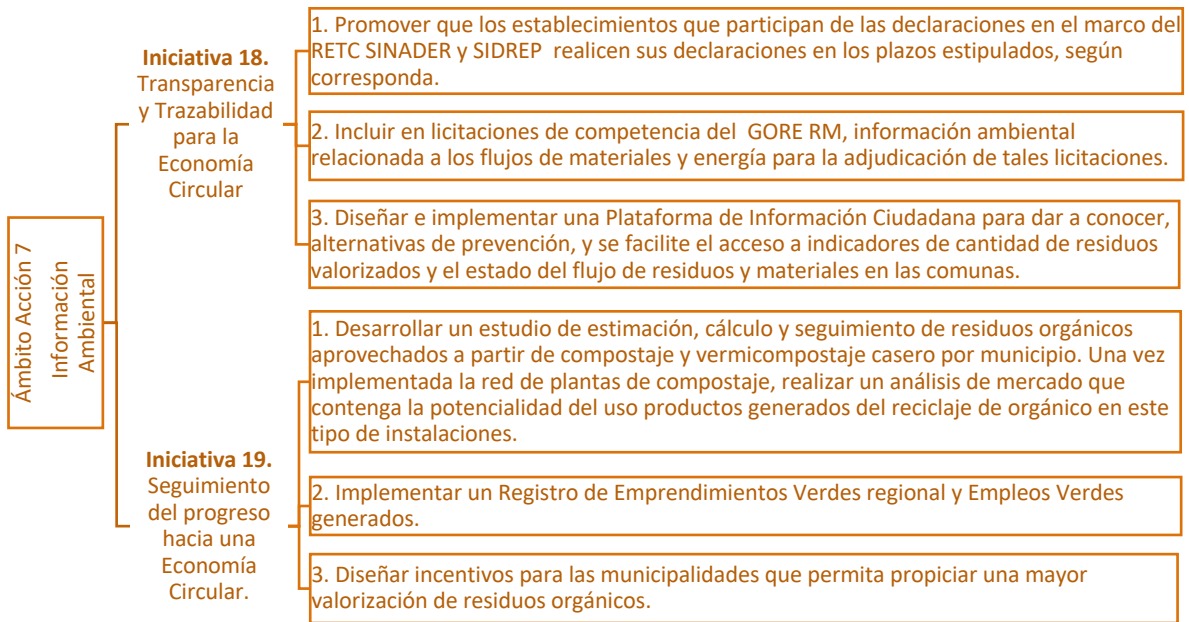 Ámbito Acción 7
Información
Ambiental
Iniciativa 18.
Transparencia
y Trazabilidad
para la
Economía
Circular
1. Promover que los establecimientos que participan de las declaraciones en el marco del
RETC SINADER y SIDREP realicen sus declaraciones en los plazos estipulados, según
corresponda.
2. Incluir en licitaciones de competencia del GORE RM, información ambiental
relacionada a los flujos de materiales y energía para la adjudicación de tales licitaciones.
3. Diseñar e implementar una Plataforma de Información Ciudadana para dar a conocer,
alternativas de prevención, y se facilite el acceso a indicadores de cantidad de residuos
valorizados y el estado del flujo de residuos y materiales en las comunas.
Iniciativa 19.
Seguimiento
del progreso
hacia una
Economía
Circular.
1. Desarrollar un estudio de estimación, cálculo y seguimiento de residuos orgánicos
aprovechados a partir de compostaje y vermicompostaje casero por municipio. Una vez
implementada la red de plantas de compostaje, realizar un análisis de mercado que
contenga la potencialidad del uso productos generados del reciclaje de orgánico en este
tipo de instalaciones.
2. Implementar un Registro de Emprendimientos Verdes regional y Empleos Verdes
generados.
3. Diseñar incentivos para las municipalidades que permita propiciar una mayor
valorización de residuos orgánicos.